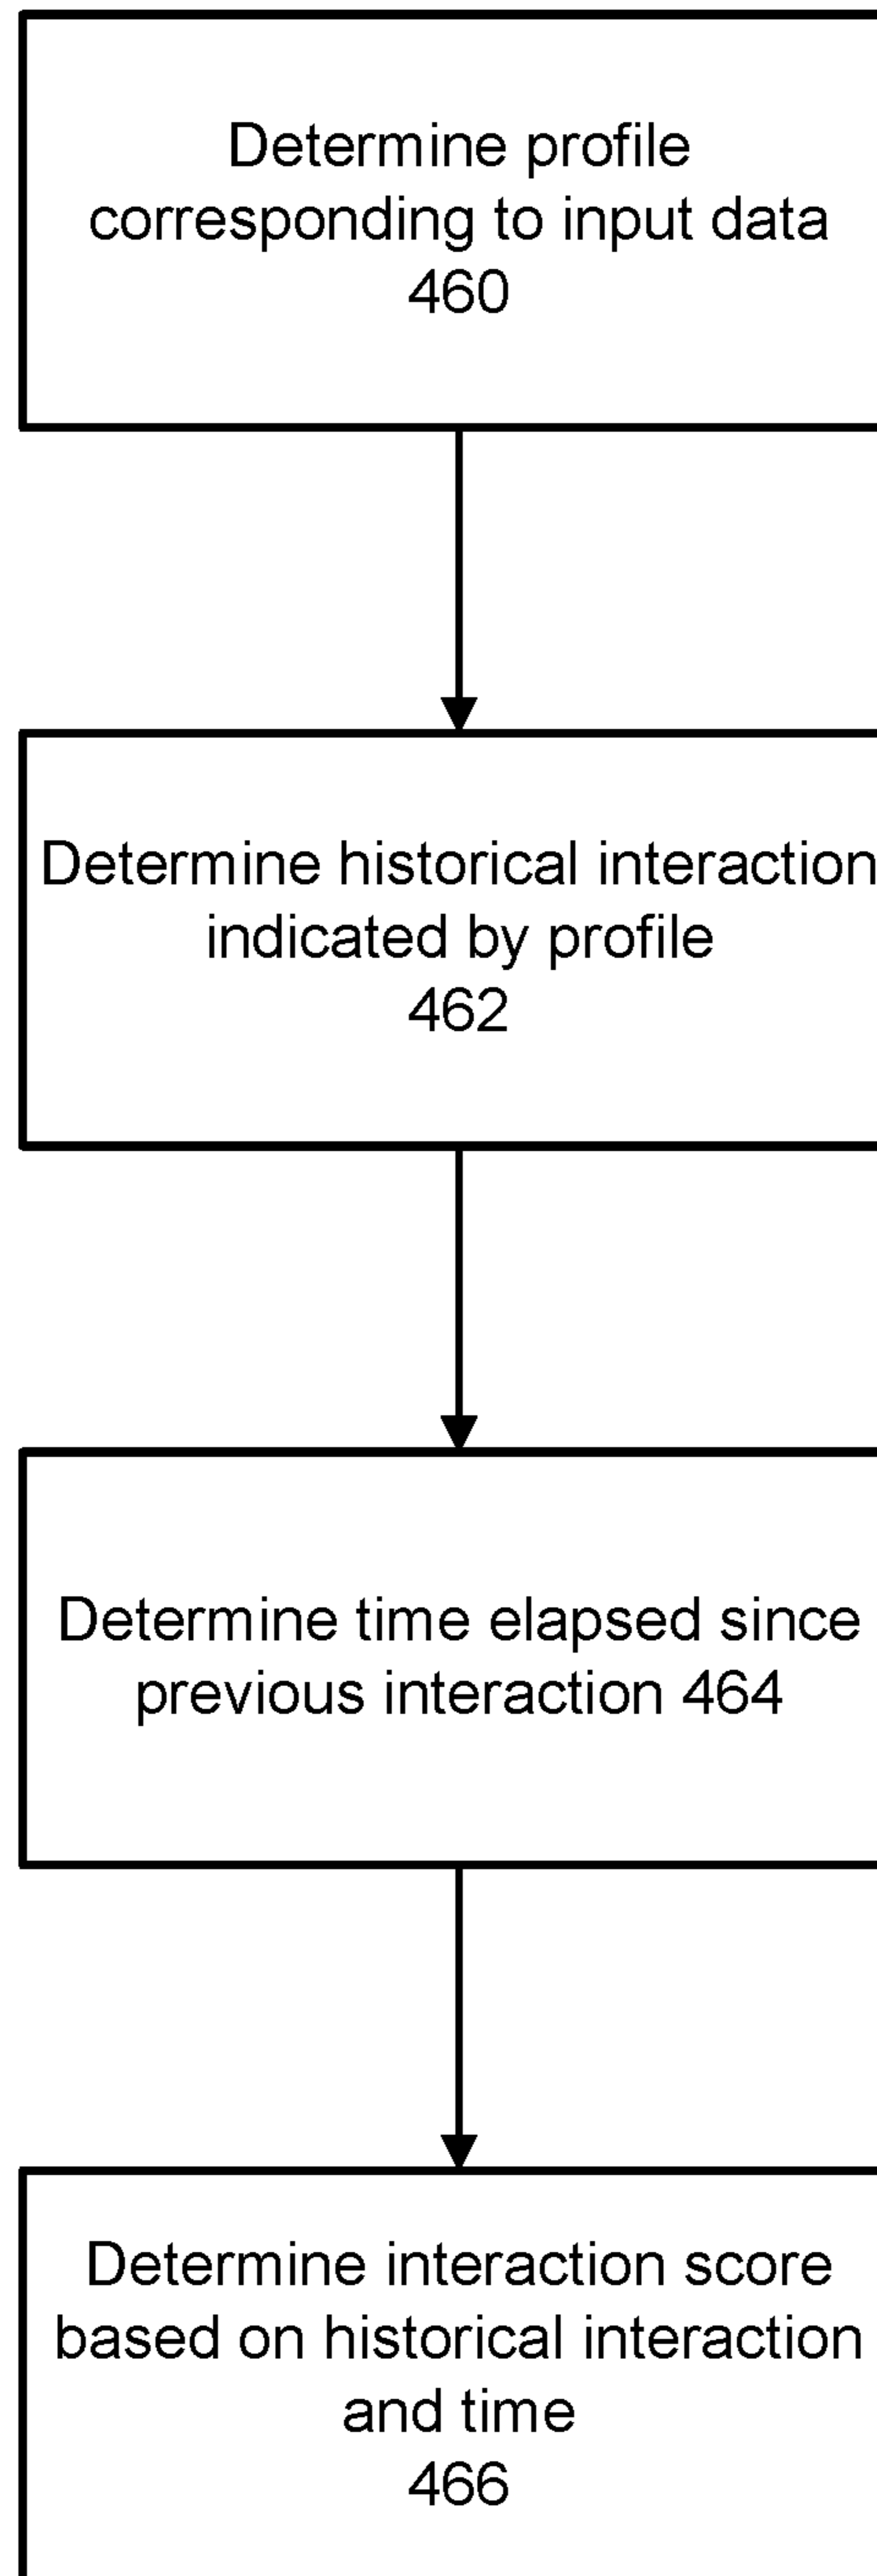 Determine profile
corresponding to input data
460
Determine historical interaction
indicated by profile
462
Determine time elapsed since
previous interaction 464
Determine interaction score
based on historical interaction
and time
466